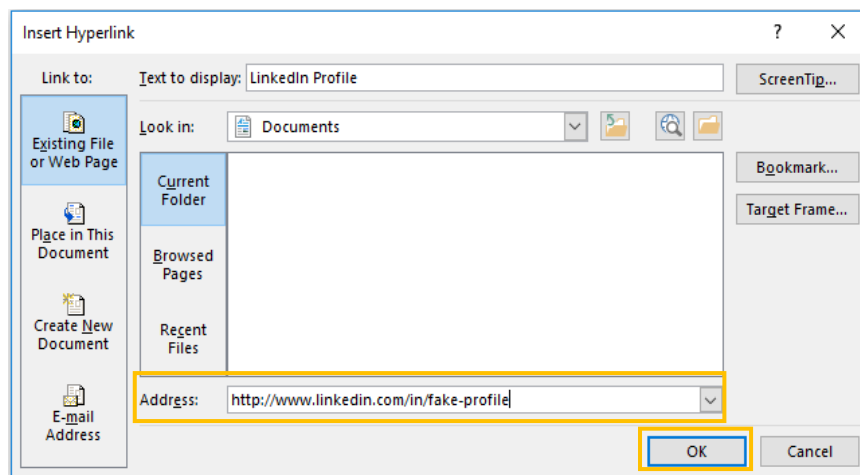 Insert Hyperlink
?
Link to:
Text to display:
LinkedIn Profile
ScreenTip...
Existing File
or Web Page
Look in:
Documents
Current
Folder
Bookmark...
Target Frame...
Place in This
Document
Browsed
Pages
Create New
Document
Recent
Files
Address:
http://www.linkedin.com/in/fake-profile
E-mail
Address
OK
Cancel